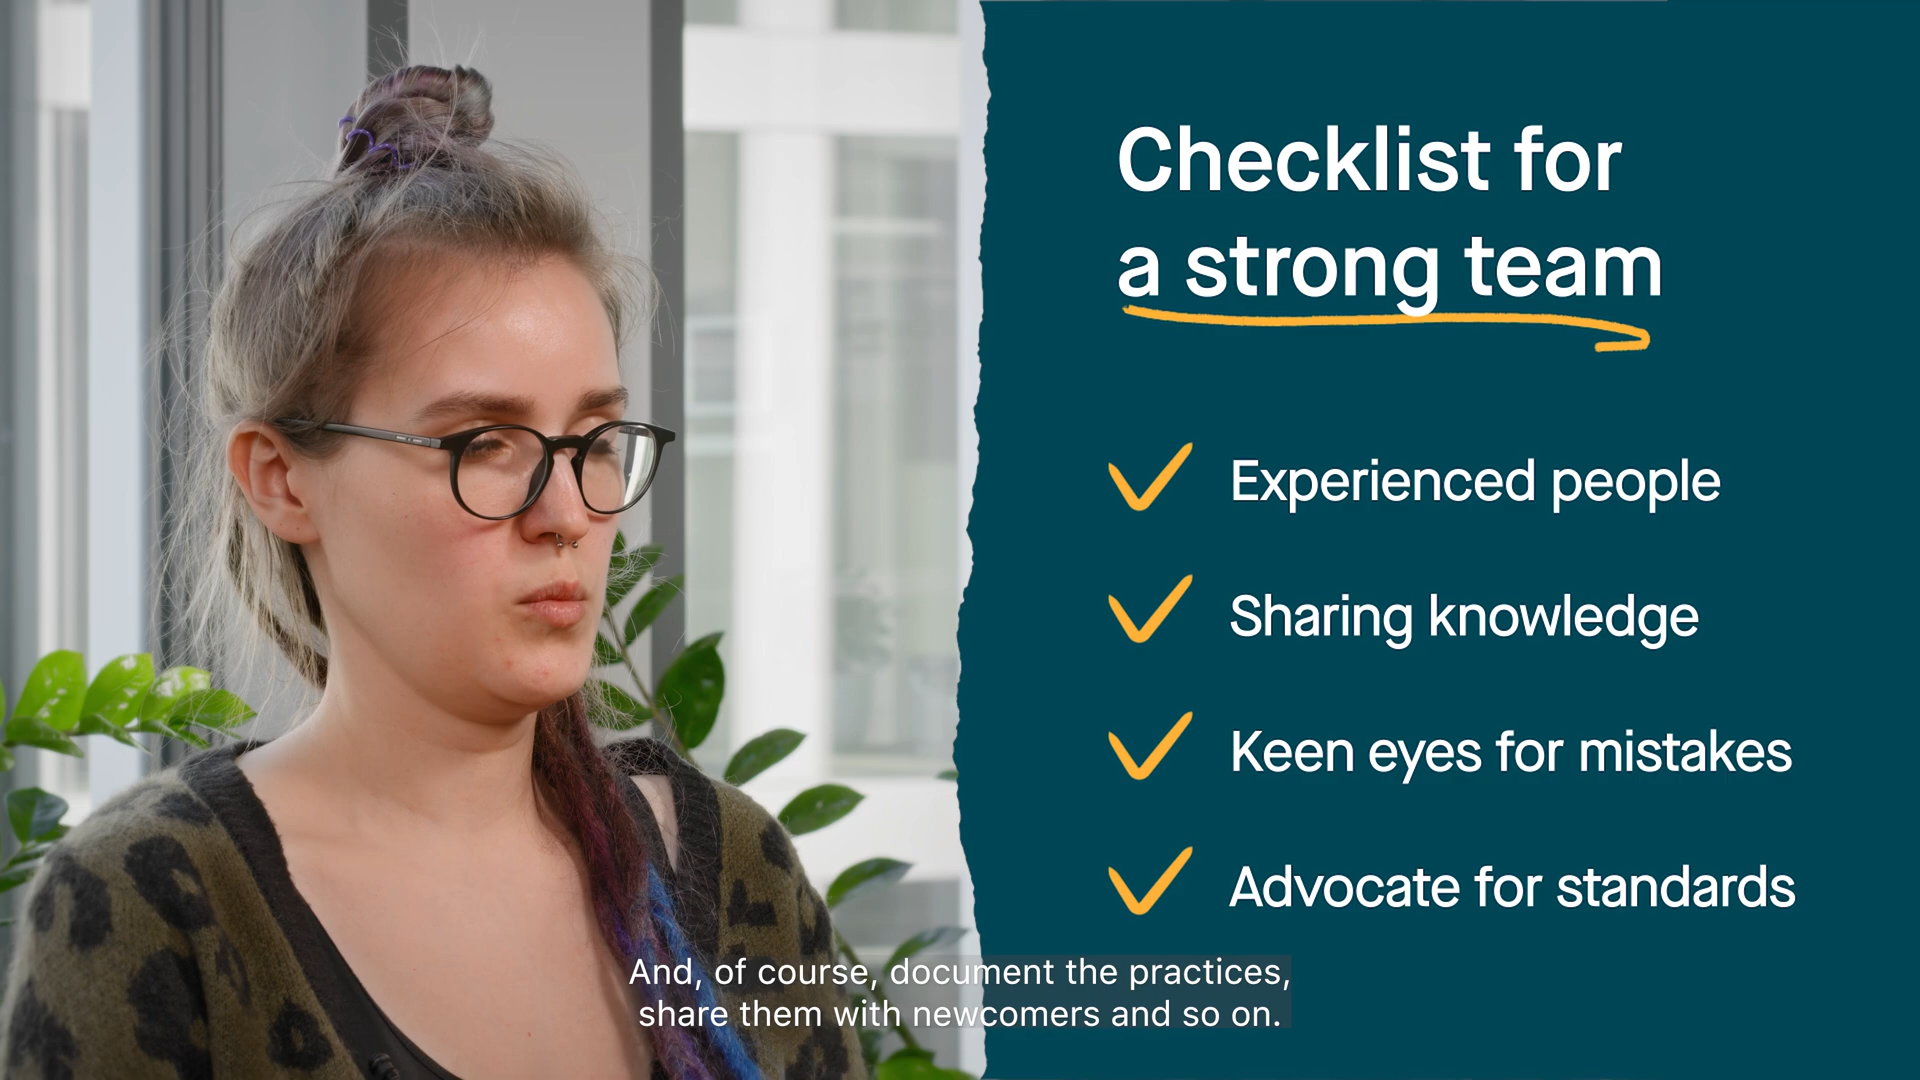 Checklist for
a strong team
Experienced people
Sharing knowledge
Keen eyes for mistakes
Advocate for standards
And, of course, document the practices,
share them with newcomers and so on.